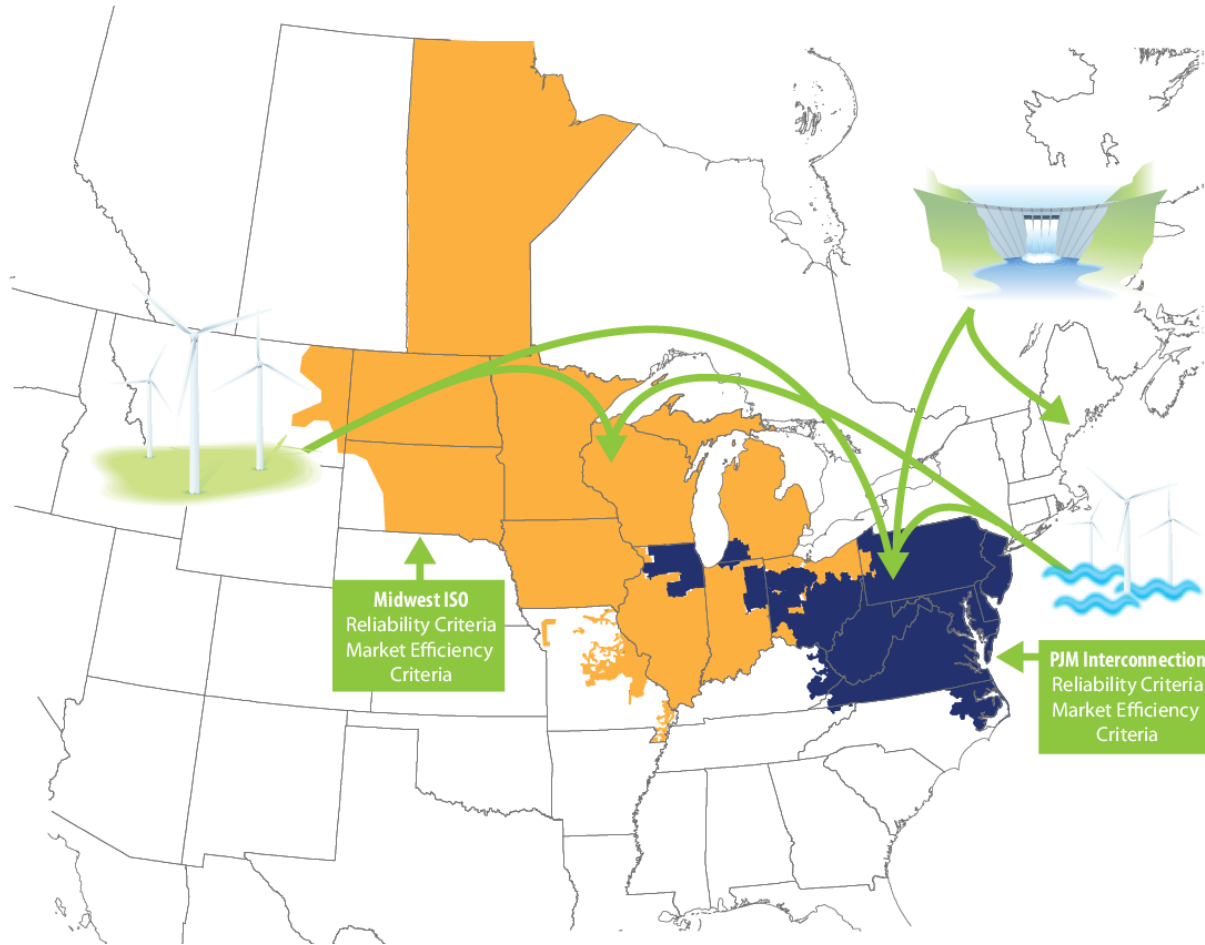 Midwest ISO
Reliability Criteria
Market Efficiency
Criteria
PJM Interconnection
Reliability Criteria
Market Efficiency
Criteria